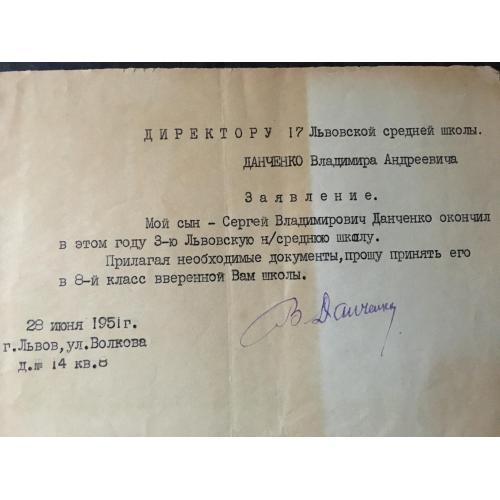 ДИРЕКТОРУ 17 Львовской средней школы.
ДАНЧЕНКО Владимира Андреевича
Заявление.
Мой сын - Сергей Владимирович Данченко окончил
в этом году 3-ю Львовскую н/среднюю школу.
Прилагая необходимые документы,прошу принять его
в 8-й класс вверенной Вам школы.
В. Данченко
28 июня 1951г.
г.Львов,ул.Волкова
д.№ 14 кв.8